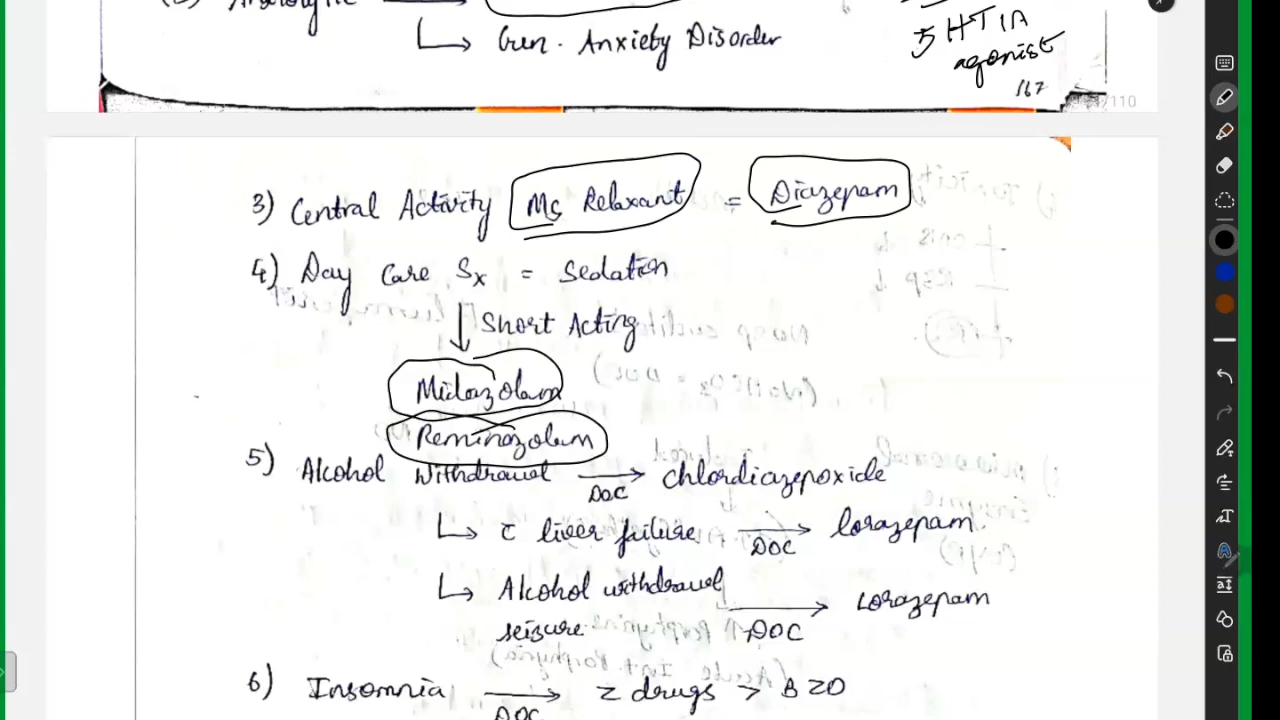 Gen. Anxiety Disorder
5HT1A
agonist
167
/110
3) Central Activity Ms Relaxant = Diazepam
4) Day Care Sx = Sedation
Short Acting
Midazolam
Reminazolam
5) Alcohol Withdrawal DOC chlordiazepoxide
c liver failure DOC lorazepam
Alcohol withdrawal seizure DOC Lorazepam
6) Insomnia DOC Z drugs > BZD